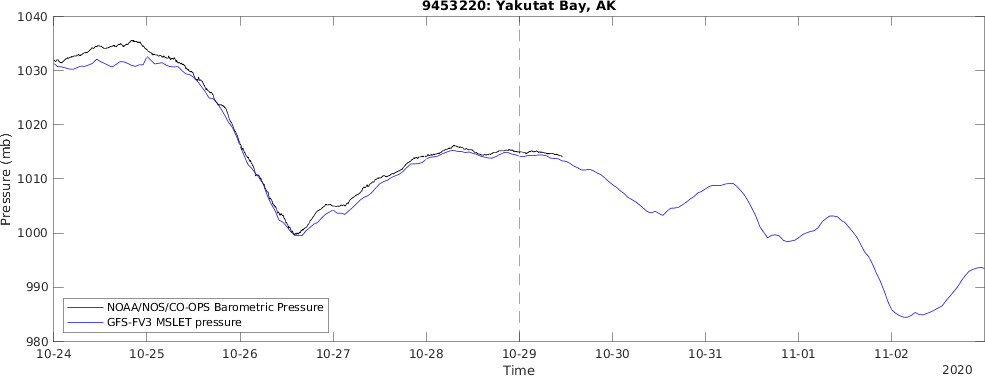 9453220: Yakutat Bay, AK
1040
1030
1020
1010
1000
990
980
Pressure (mb)
NOAA/NOS/CO-OPS Barometric Pressure
GFS-FV3 MSLET pressure
10-24 10-25 10-26 10-27 10-28 10-29 10-30 10-31 11-01 11-02
Time
2020